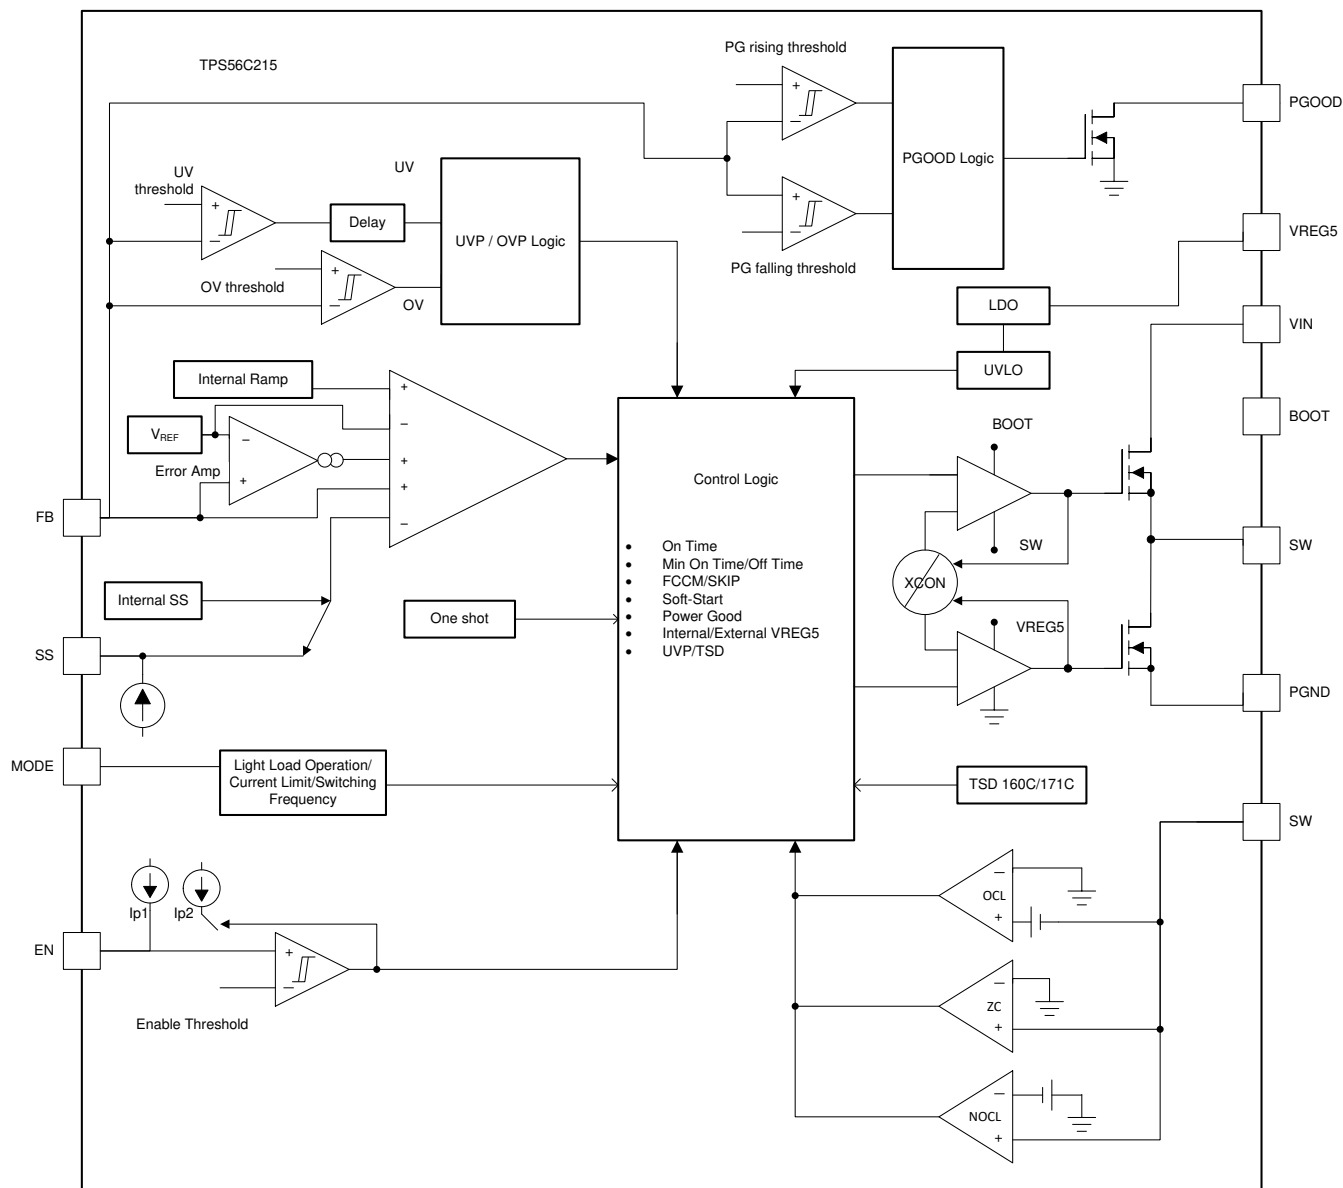 TPS56C215
PG rising threshold
+
−
PGOOD Logic
PGOOD
+
−
PG falling threshold
UV
threshold
+
−
Delay
UV
UVP / OVP Logic
OV threshold
+
−
OV
VREG5
LDO
UVLO
VIN
BOOT
Internal Ramp
VREF
−
+
Error Amp
+
−
+
+
−
FB
Control Logic
• On Time
• Min On Time/Off Time
• FCCM/SKIP
• Soft-Start
• Power Good
• Internal/External VREG5
• UVP/TSD
BOOT
SW
XCON
VREG5
SW
Internal SS
One shot
SS
PGND
MODE
Light Load Operation/
Current Limit/Switching
Frequency
TSD 160C/171C
SW
Ip1
Ip2
EN
+
−
Enable Threshold
−
OCL
+
−
ZC
+
−
NOCL
+